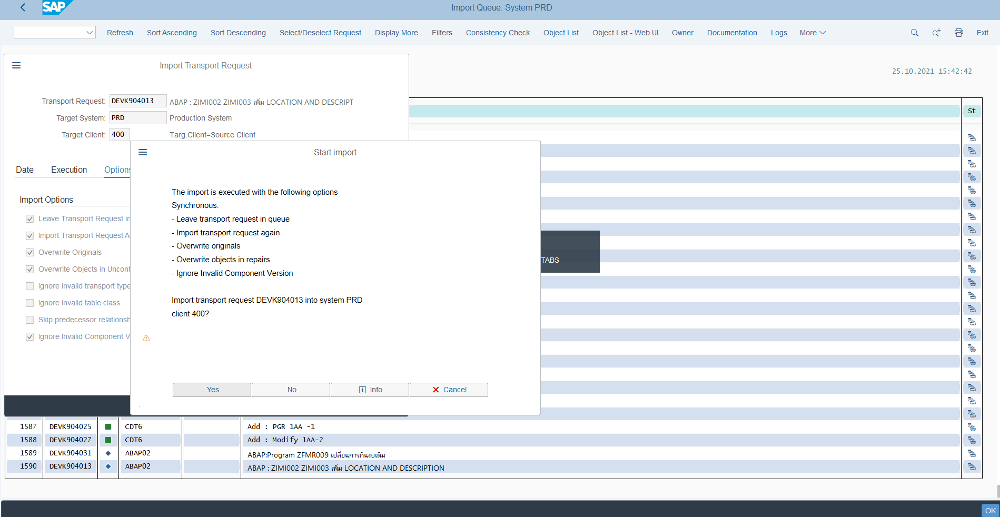 SAP
Import Queue: System PRD
Refresh Sort Ascending Sort Descending Select/Deselect Request Display More Filters Consistency Check Object List Object List - Web UI Owner Documentation Logs More Exit
Import Transport Request
25.10.2021 15:42:42
Transport Request: DEVK904013 ABAP : ZIMI002 ZIMI003 เพิ่ม LOCATION AND DESCRIPT
St
Target System: PRD Production System
Target Client: 400 Targ.Client=Source Client
Start import
Date Execution Options
Import Options
Leave Transport Request in
Import Transport Request A
Overwrite Originals
Overwrite Objects in Unconf
Ignore invalid transport type
Ignore invalid table class
Skip predecessor relationsh
Ignore Invalid Component V
The import is executed with the following options
Synchronous:
- Leave transport request in queue
- Import transport request again
- Overwrite originals
- Overwrite objects in repairs
- Ignore Invalid Component Version
Import transport request DEVK904013 into system PRD
client 400?
TABS
Yes No Info Cancel
1587 DEVK904025 CDT6 Add : PGR 1AA -1
1588 DEVK904027 CDT6 Add : Modify 1AA-2
1589 DEVK904031 ABAP02 ABAP:Program ZFMR009 เปลี่ยนการกินงบเดิม
1590 DEVK904013 ABAP02 ABAP : ZIMI002 ZIMI003 เพิ่ม LOCATION AND DESCRIPTION
OK